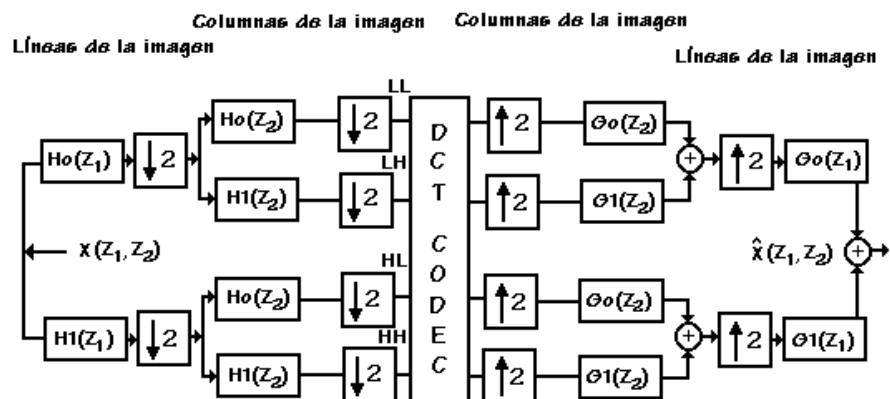 Columnas de la imagen Columnas de la imagen
Líneas de la imagen Líneas de la imagen
LL
Ho(Z₂) ↓2 ↑2 Go(Z₂)
Ho(Z₁) ↓2 + ↑2 Go(Z₁)
LH
H1(Z₂) ↓2 ↑2 G1(Z₂)
DCT CODEC
X(Z₁,Z₂) X̂(Z₁,Z₂) +
HL
Ho(Z₂) ↓2 ↑2 Go(Z₂)
H1(Z₁) ↓2 + ↑2 G1(Z₁)
HH
H1(Z₂) ↓2 ↑2 G1(Z₂)